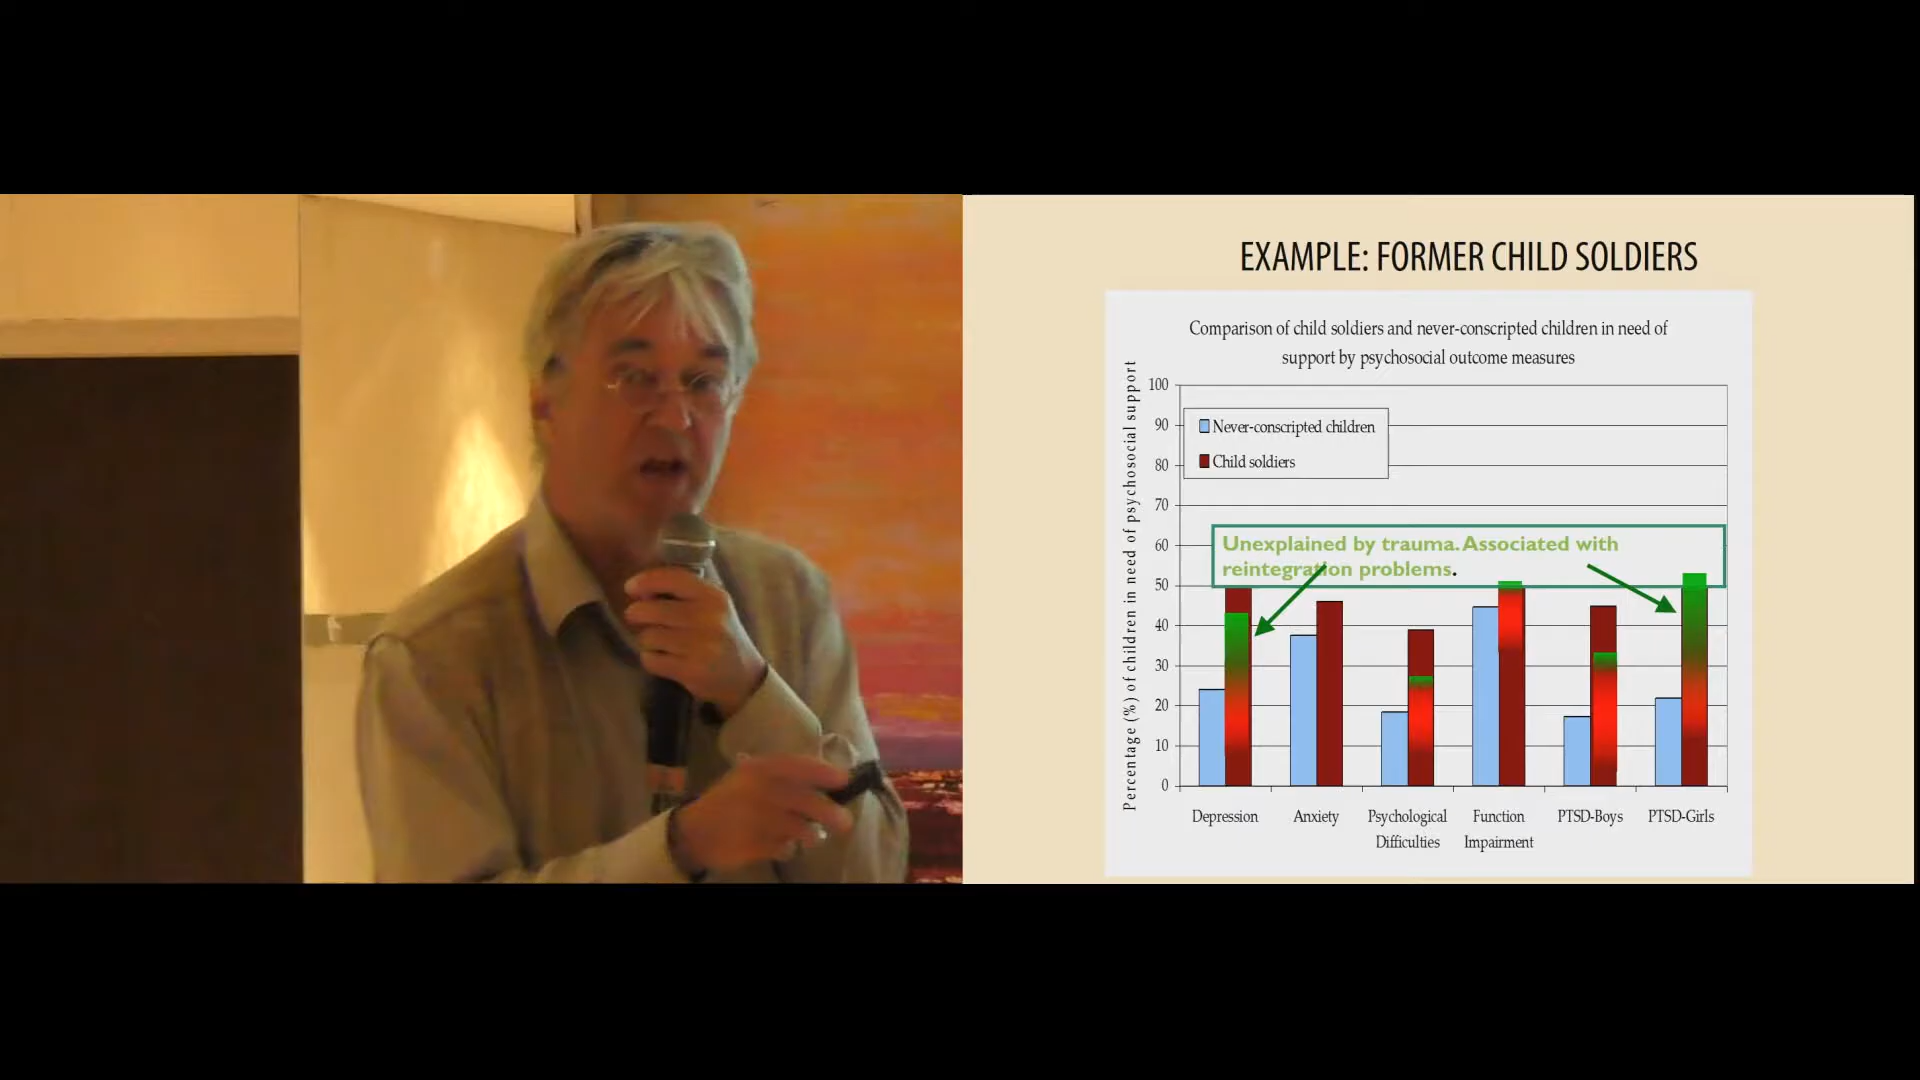 EXAMPLE: FORMER CHILD SOLDIERS
Comparison of child soldiers and never-conscripted children in need of
support by psychosocial outcome measures
Percentage (%) of children in need of psychosocial support
100
90
80
70
60
50
40
30
20
10
0
Never-conscripted children
Child soldiers
Unexplained by trauma. Associated with
reintegration problems.
Depression
Anxiety
Psychological
Difficulties
Function
Impairment
PTSD-Boys
PTSD-Girls